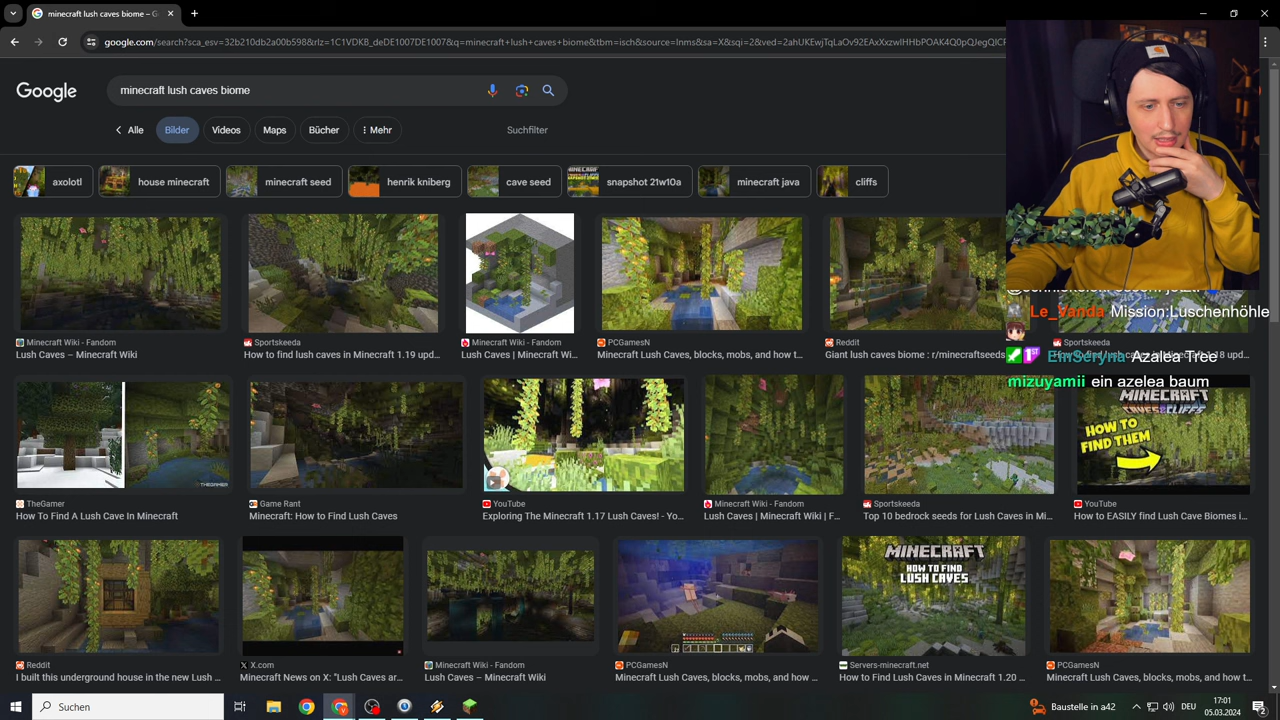 minecraft lush caves biome – G
google.com/search?sca_esv=32b210db2a00b598&rlz=1C1VDKB_deDE1007DE1007&q=minecraft+lush+caves+biome&tbm=isch&source=lnms&sa=X&sqi=2&ved=2ahUKEwjTqLaOv92EAxXxzwIHHbPOAK4Q0pQJegQICF
Google
minecraft lush caves biome
Alle
Bilder
Videos
Maps
Bücher
Mehr
Suchfilter
axolotl
house minecraft
minecraft seed
henrik kniberg
cave seed
snapshot 21w10a
minecraft java
cliffs
Minecraft Wiki - Fandom
Lush Caves – Minecraft Wiki
Sportskeeda
How to find lush caves in Minecraft 1.19 upd...
Minecraft Wiki - Fandom
Lush Caves | Minecraft Wi...
PCGamesN
Minecraft Lush Caves, blocks, mobs, and how t...
Reddit
Giant lush caves biome : r/minecraftseeds
Le_Vanda Mission:Luschenhöhle
EmSeryna Azalea Tree
mizuyamii ein azelea baum
TheGamer
How To Find A Lush Cave In Minecraft
THEGAMER
Game Rant
Minecraft: How to Find Lush Caves
YouTube
Exploring The Minecraft 1.17 Lush Caves! - Yo...
Minecraft Wiki - Fandom
Lush Caves | Minecraft Wiki | F...
Sportskeeda
Top 10 bedrock seeds for Lush Caves in Mi...
MINECRAFT
HOW TO
FIND THEM
YouTube
How to EASILY find Lush Cave Biomes i...
Reddit
I built this underground house in the new Lush ...
X.com
Minecraft News on X: "Lush Caves ar...
Minecraft Wiki - Fandom
Lush Caves – Minecraft Wiki
PCGamesN
Minecraft Lush Caves, blocks, mobs, and how t...
MINECRAFT
HOW TO FIND
LUSH CAVES
Servers-minecraft.net
How to Find Lush Caves in Minecraft 1.20 ...
PCGamesN
Minecraft Lush Caves, blocks, mobs, and how t...
Suchen
Baustelle in a42
DEU
17:01
05.03.2024
2